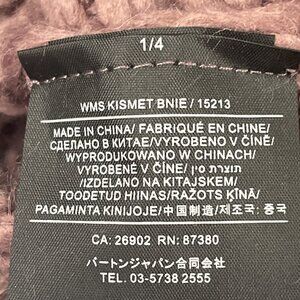 1/4
WMS KISMET BNIE / 15213
MADE IN CHINA/ FABRIQUÉ EN CHINE/
СДЕЛАНО В КИТАЕ/VYROBENO V ČÍNĚ/
WYPRODUKOWANO W CHINACH/
VYROBENÉ V ČÍNE/ תוצרת סין
/IZDELANO NA KITAJSKEM/
TOODETUD HIINAS/RAŽOTS ĶĪNĀ/
PAGAMINTA KINIJOJE/中国制造/제조국: 중국
CA: 26902 RN: 87380
バートンジャパン合同会社
TEL: 03-5738 2555